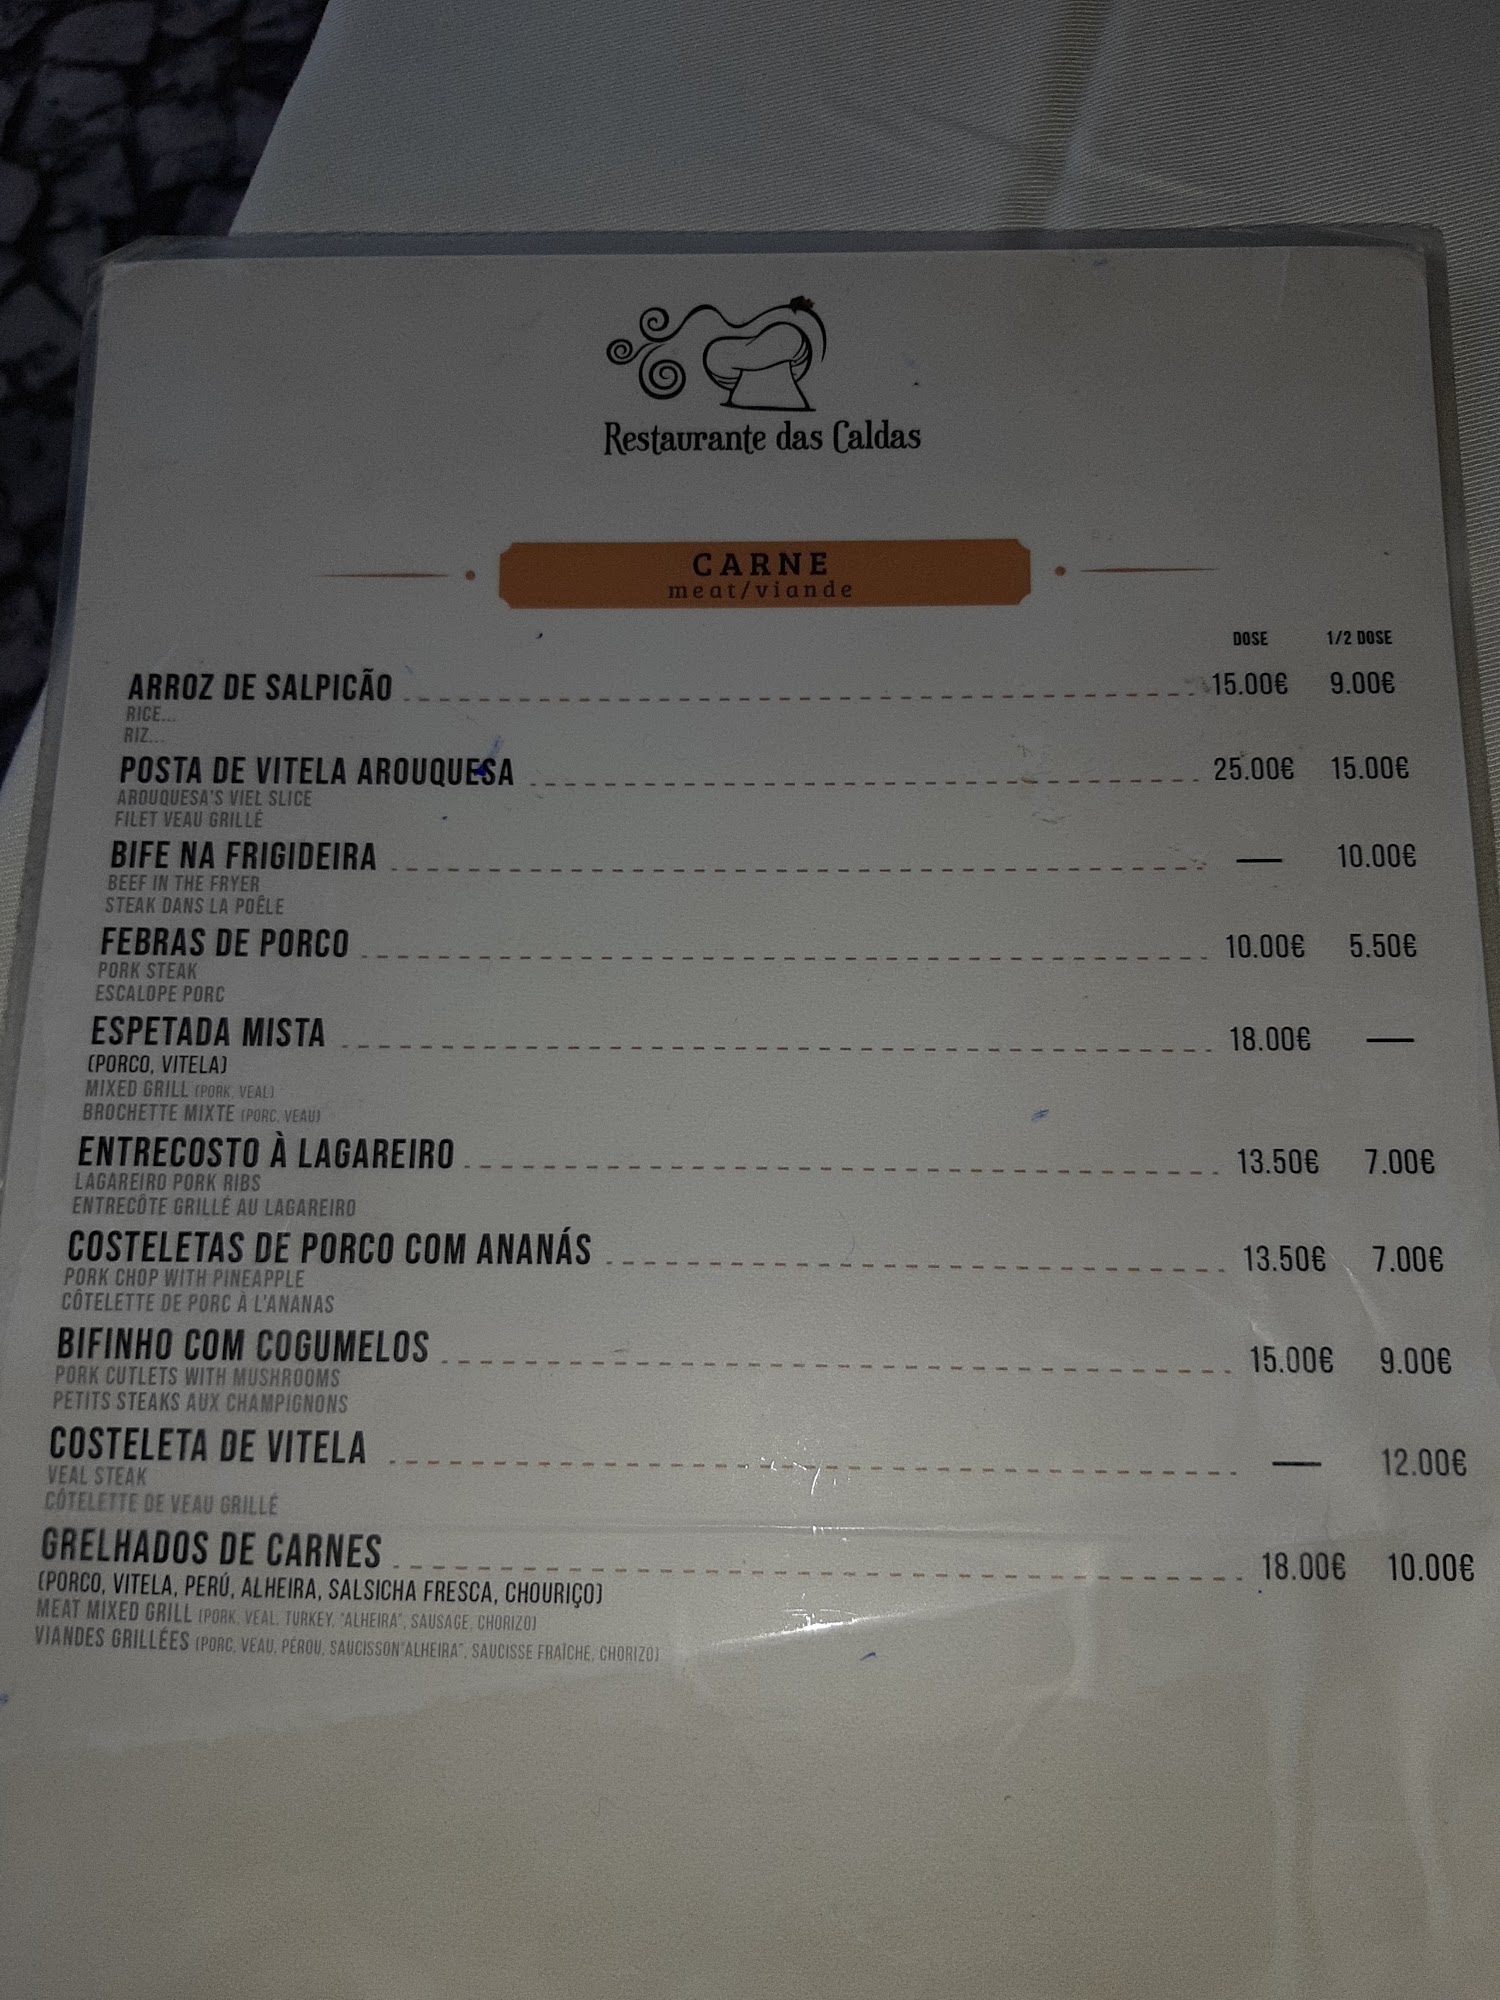 Restaurante das Caldas
CARNE
meat/viande
DOSE 1/2 DOSE
ARROZ DE SALPICÃO 15.00€ 9.00€
RICE...
RIZ...
POSTA DE VITELA AROUQUESA 25.00€ 15.00€
AROUQUESA'S VIEL SLICE
FILET VEAU GRILLÉ
BIFE NA FRIGIDEIRA — 10.00€
BEEF IN THE FRYER
STEAK DANS LA POÊLE
FEBRAS DE PORCO 10.00€ 5.50€
PORK STEAK
ESCALOPE PORC
ESPETADA MISTA 18.00€ —
(PORCO, VITELA)
MIXED GRILL (PORK, VEAL)
BROCHETTE MIXTE (PORC, VEAU)
ENTRECOSTO À LAGAREIRO 13.50€ 7.00€
LAGAREIRO PORK RIBS
ENTRECÔTE GRILLÉ AU LAGAREIRO
COSTELETAS DE PORCO COM ANANÁS 13.50€ 7.00€
PORK CHOP WITH PINEAPPLE
CÔTELETTE DE PORC À L'ANANAS
BIFINHO COM COGUMELOS 15.00€ 9.00€
PORK CUTLETS WITH MUSHROOMS
PETITS STEAKS AUX CHAMPIGNONS
COSTELETA DE VITELA — 12.00€
VEAL STEAK
CÔTELETTE DE VEAU GRILLÉ
GRELHADOS DE CARNES 18.00€ 10.00€
(PORCO, VITELA, PERÚ, ALHEIRA, SALSICHA FRESCA, CHOURIÇO)
MEAT MIXED GRILL (PORK, VEAL, TURKEY, "ALHEIRA", SAUSAGE, CHORIZO)
VIANDES GRILLÉES (PORC, VEAU, PÉROU, SAUCISSON"ALHEIRA", SAUCISSE FRAÎCHE, CHORIZO)